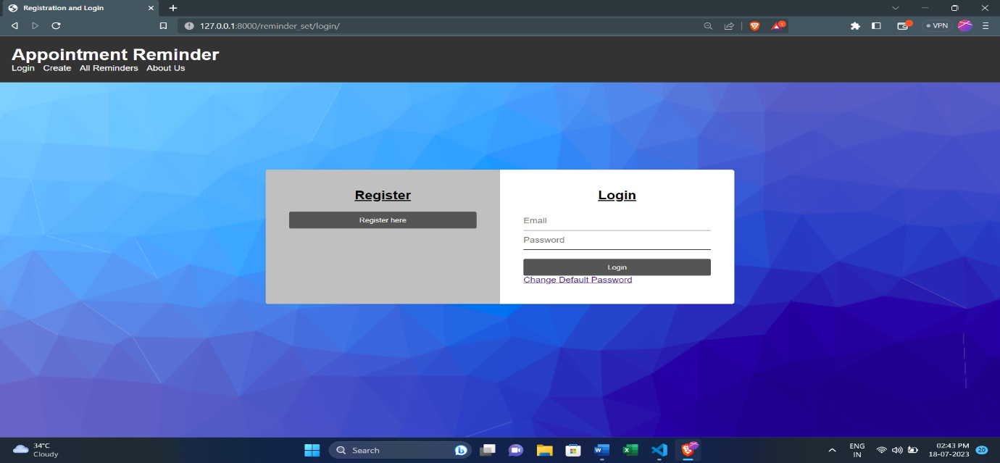 Registration and Login
127.0.0.1:8000/reminder_set/login/
1
VPN
Appointment Reminder
Login Create All Reminders About Us
Register
Register here
Login
Email
Password
Login
Change Default Password
34°C
Cloudy
Search
ENG
IN
02:43 PM
18-07-2023
20